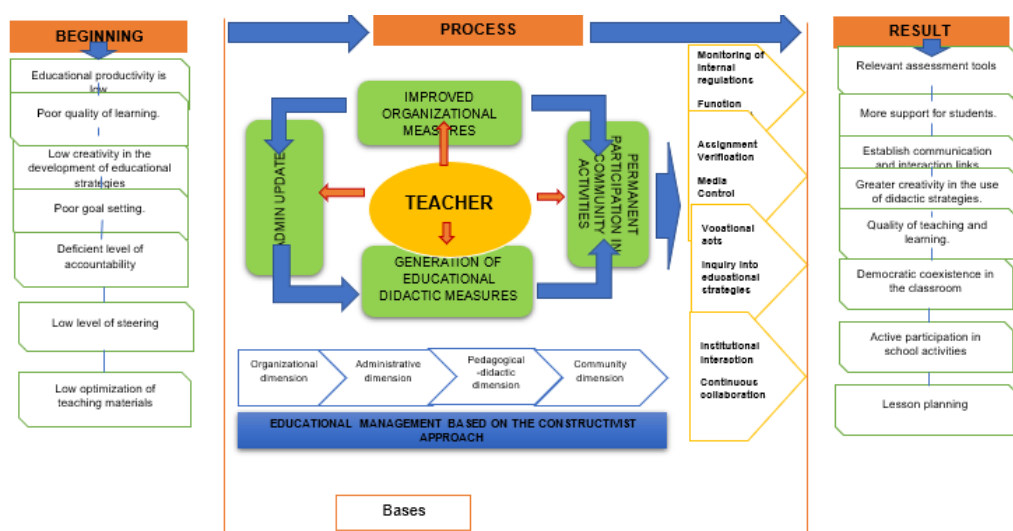 BEGINNING
Educational productivity is
low.
Poor quality of learning.
Low creativity in the
development of educational
strategies
Poor goal setting.
Deficient level of
accountability
Low level of steering
Low optimization of
teaching materials
PROCESS
IMPROVED
ORGANIZATIONAL
MEASURES
ADMIN UPDATE
TEACHER
PERMANENT
PARTICIPATION IN
COMMUNITY
ACTIVITIES
GENERATION OF
EDUCATIONAL
DIDACTIC MEASURES
Organizational
dimension
Administrative
dimension
Pedagogical
-didactic
dimension
Community
dimension
EDUCATIONAL MANAGEMENT BASED ON THE CONSTRUCTIVIST
APPROACH
Bases
Monitoring of
internal
regulations
Function
Assignment
Verification
Media
Control
Vocational
acts
Inquiry into
educational
strategies
Institutional
Interaction
Continuous
collaboration
RESULT
Relevant assessment tools
More support for students.
Establish communication
and interaction links
Greater creativity in the use
of didactic strategies.
Quality of teaching and
learning.
Democratic coexistence in
the classroom
Active participation in
school activities
Lesson planning